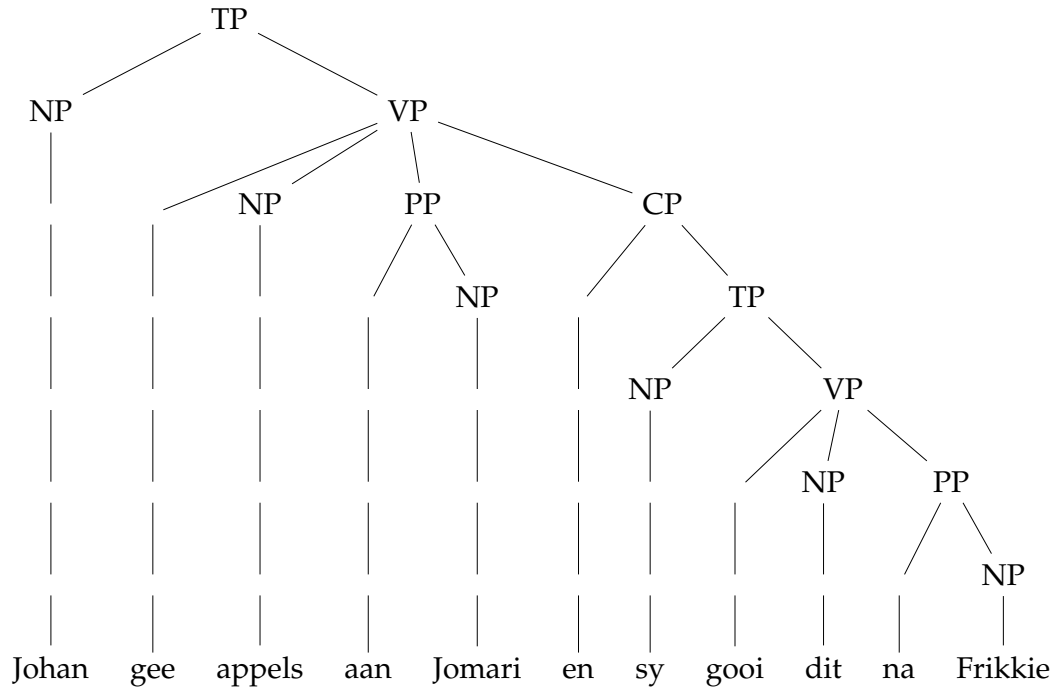 TP
NP VP
NP PP CP
NP TP
NP VP
NP PP
NP
Johan gee appels aan Jomari en sy gooi dit na Frikkie